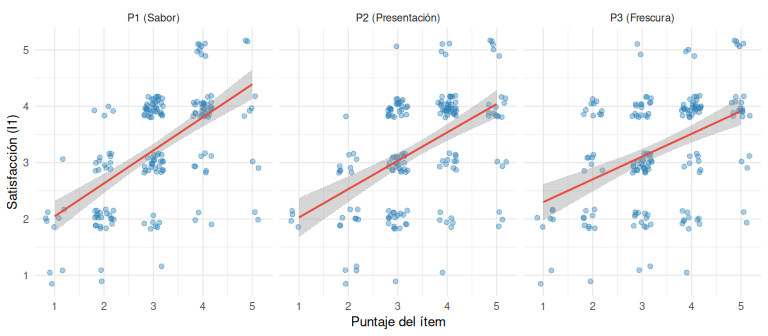 P1 (Sabor)
P2 (Presentación)
P3 (Frescura)
Satisfacción (I1)
5
4
3
2
1
1 2 3 4 5
1 2 3 4 5
1 2 3 4 5
Puntaje del ítem